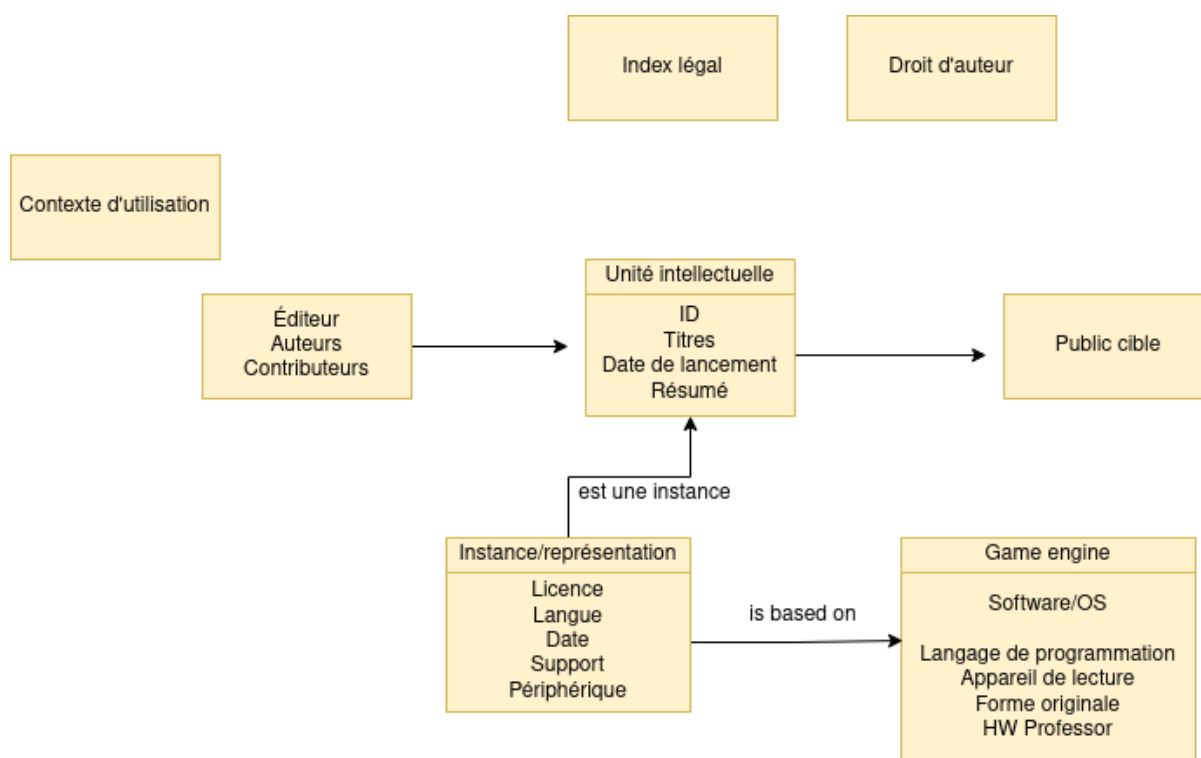 Index légal
Droit d'auteur
Contexte d'utilisation
Éditeur
Auteurs
Contributeurs
Unité intellectuelle
ID
Titres
Date de lancement
Résumé
Public cible
est une instance
Instance/représentation
Licence
Langue
Date
Support
Périphérique
is based on
Game engine
Software/OS
Langage de programmation
Appareil de lecture
Forme originale
HW Professor